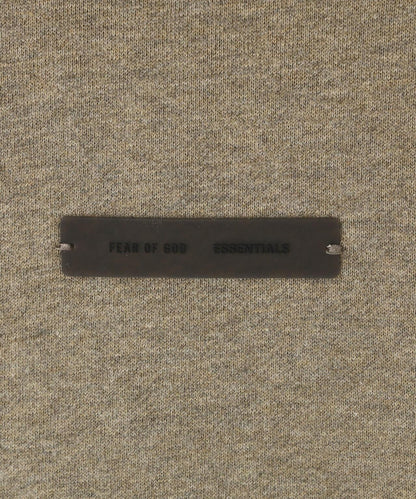 FEAR OF GOD ESSENTIALS